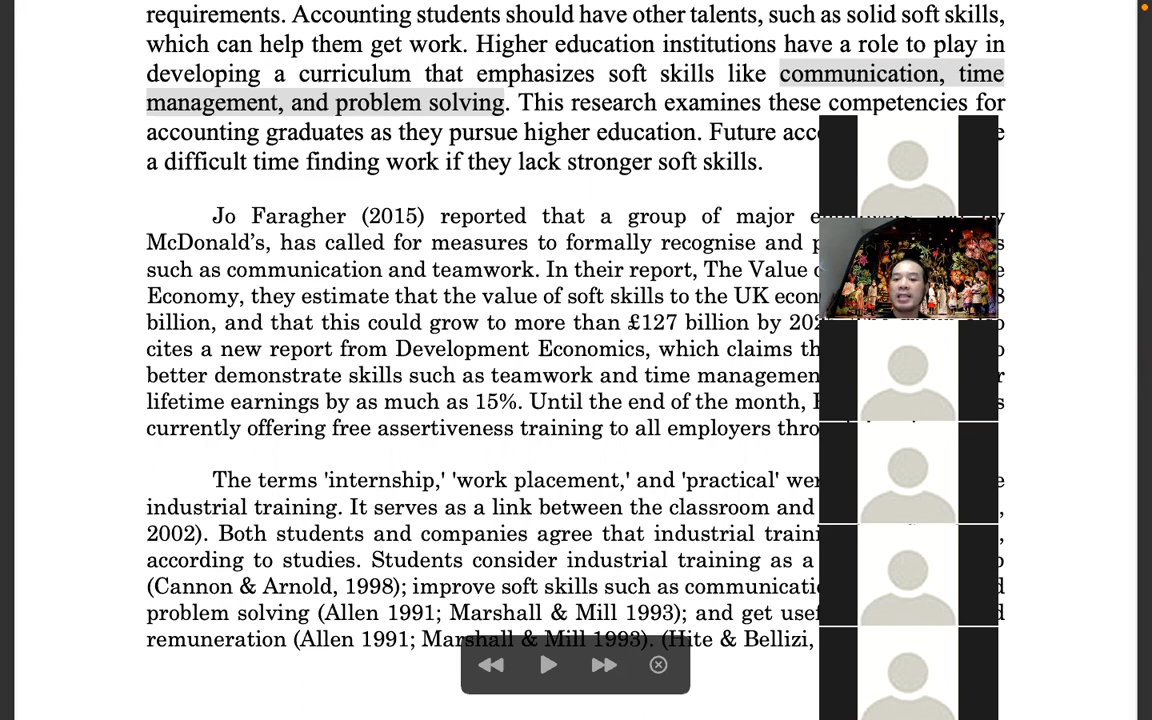 requirements. Accounting students should have other talents, such as solid soft skills,
which can help them get work. Higher education institutions have a role to play in
developing a curriculum that emphasizes soft skills like communication, time
management, and problem solving. This research examines these competencies for
accounting graduates as they pursue higher education. Future
a difficult time finding work if they lack stronger soft skills.
Jo Faragher (2015) reported that a group of major
McDonald's, has called for measures to formally recognise and
such as communication and teamwork. In their report, The Value
Economy, they estimate that the value of soft skills to the UK
billion, and that this could grow to more than £127 billion by
cites a new report from Development Economics, which claims
better demonstrate skills such as teamwork and time
lifetime earnings by as much as 15%. Until the end of the month,
currently offering free assertiveness training to all employers
The terms 'internship,' 'work placement,' and 'practical'
industrial training. It serves as a link between the classroom and
2002). Both students and companies agree that industrial
according to studies. Students consider industrial training as a
(Cannon & Arnold, 1998); improve soft skills such as
problem solving (Allen 1991; Marshall & Mill 1993); and get
remuneration (Allen 1991; Marshall & Mill 1993). (Hite & Bellizi,